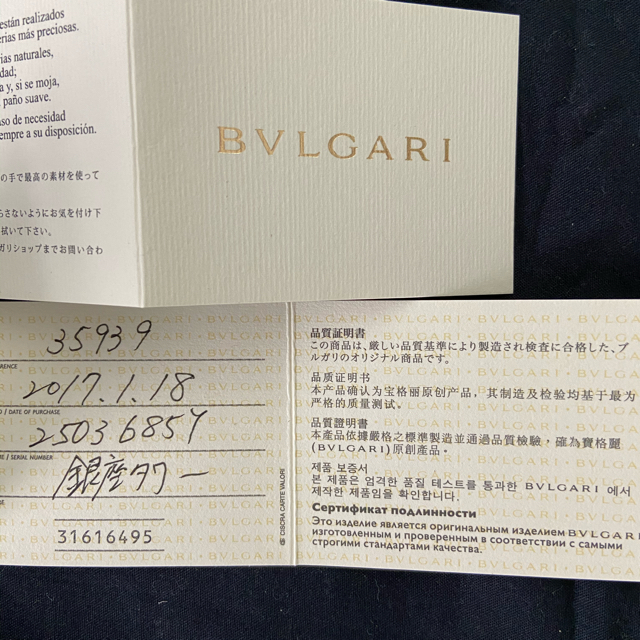 están realizados
erias más preciosas.
ias naturales,
dad;
a y, si se moja,
paño suave.
aso de necesidad
empre a su disposición.
の手で最高の素材を使って
らさないようにお気を付け下
拭いて下さい。
ガリショップまでお問い合わ
BVLGARI
35939
ERENCE
2017.1.18
/ DATE OF PURCHASE
25036857
/ SERIAL NUMBER
銀座タワー
31616495
CISCRA CARTE VALORI
品質証明書
この商品は、厳しい品質基準により製造され検査に合格した、ブ
ルガリのオリジナル商品です。
品质证明书
本产品确认为宝格丽原创产品，其制造及检验均基于最为
严格的质量测试。
品質證明書
本產品依據嚴格之標準製造並通過品質檢驗，確為寶格麗
(BVLGARI)原創產品。
제품 보증서
본 제품은 엄격한 품질 테스트를 통과한 BVLGARI 에서
제작한 제품임을 확인합니다.
Сертификат подлинности
Это изделие является оригинальным изделием BVLGARI
изготовленным и проверенным в соответствии с самыми
строгими стандартами качества.